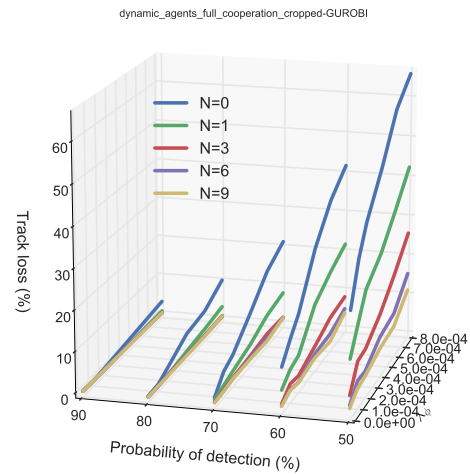 dynamic_agents_full_cooperation_cropped-GUROBI
N=0
N=1
N=3
N=6
N=9
Track loss (%)
60
50
40
30
20
10
0
90
80
70
60
50
Probability of detection (%)
8.0e-04
7.0e-04
6.0e-04
5.0e-04
4.0e-04
3.0e-04
2.0e-04
1.0e-04
0.0e+00